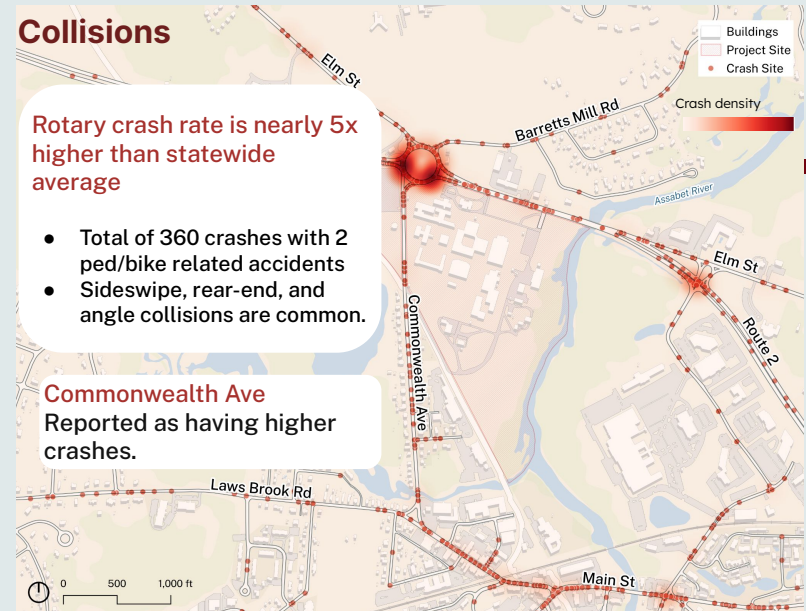 Collisions
Elm St
Buildings
Project Site
Crash Site
Crash density
Barretts Mill Rd
Rotary crash rate is nearly 5x
higher than statewide
average
● Total of 360 crashes with 2
ped/bike related accidents
● Sideswipe, rear-end, and
angle collisions are common.
Assabet River
Elm St
Route 2
Commonwealth Ave
Commonwealth Ave
Reported as having higher
crashes.
Laws Brook Rd
Main St
0 500 1,000 ft